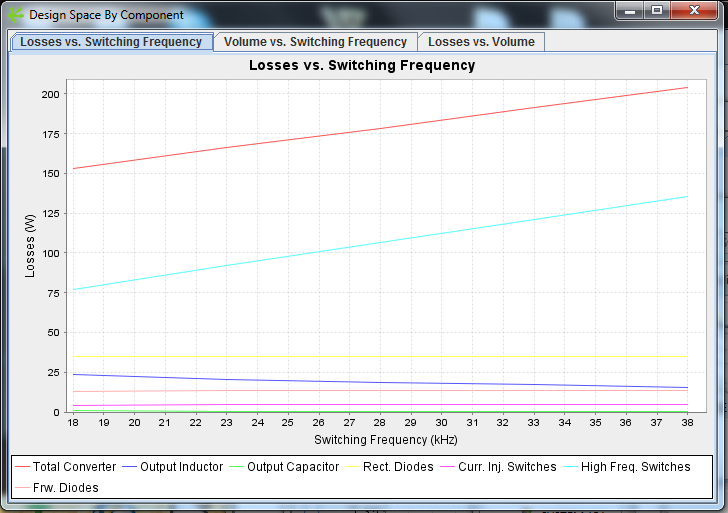 Design Space By Component
Losses vs. Switching Frequency Volume vs. Switching Frequency Losses vs. Volume
Losses vs. Switching Frequency
200
175
150
125
100
75
50
25
0
Losses (W)
18 19 20 21 22 23 24 25 26 27 28 29 30 31 32 33 34 35 36 37 38
Switching Frequency (kHz)
Total Converter Output Inductor Output Capacitor Rect. Diodes Curr. Inj. Switches High Freq. Switches
Frw. Diodes